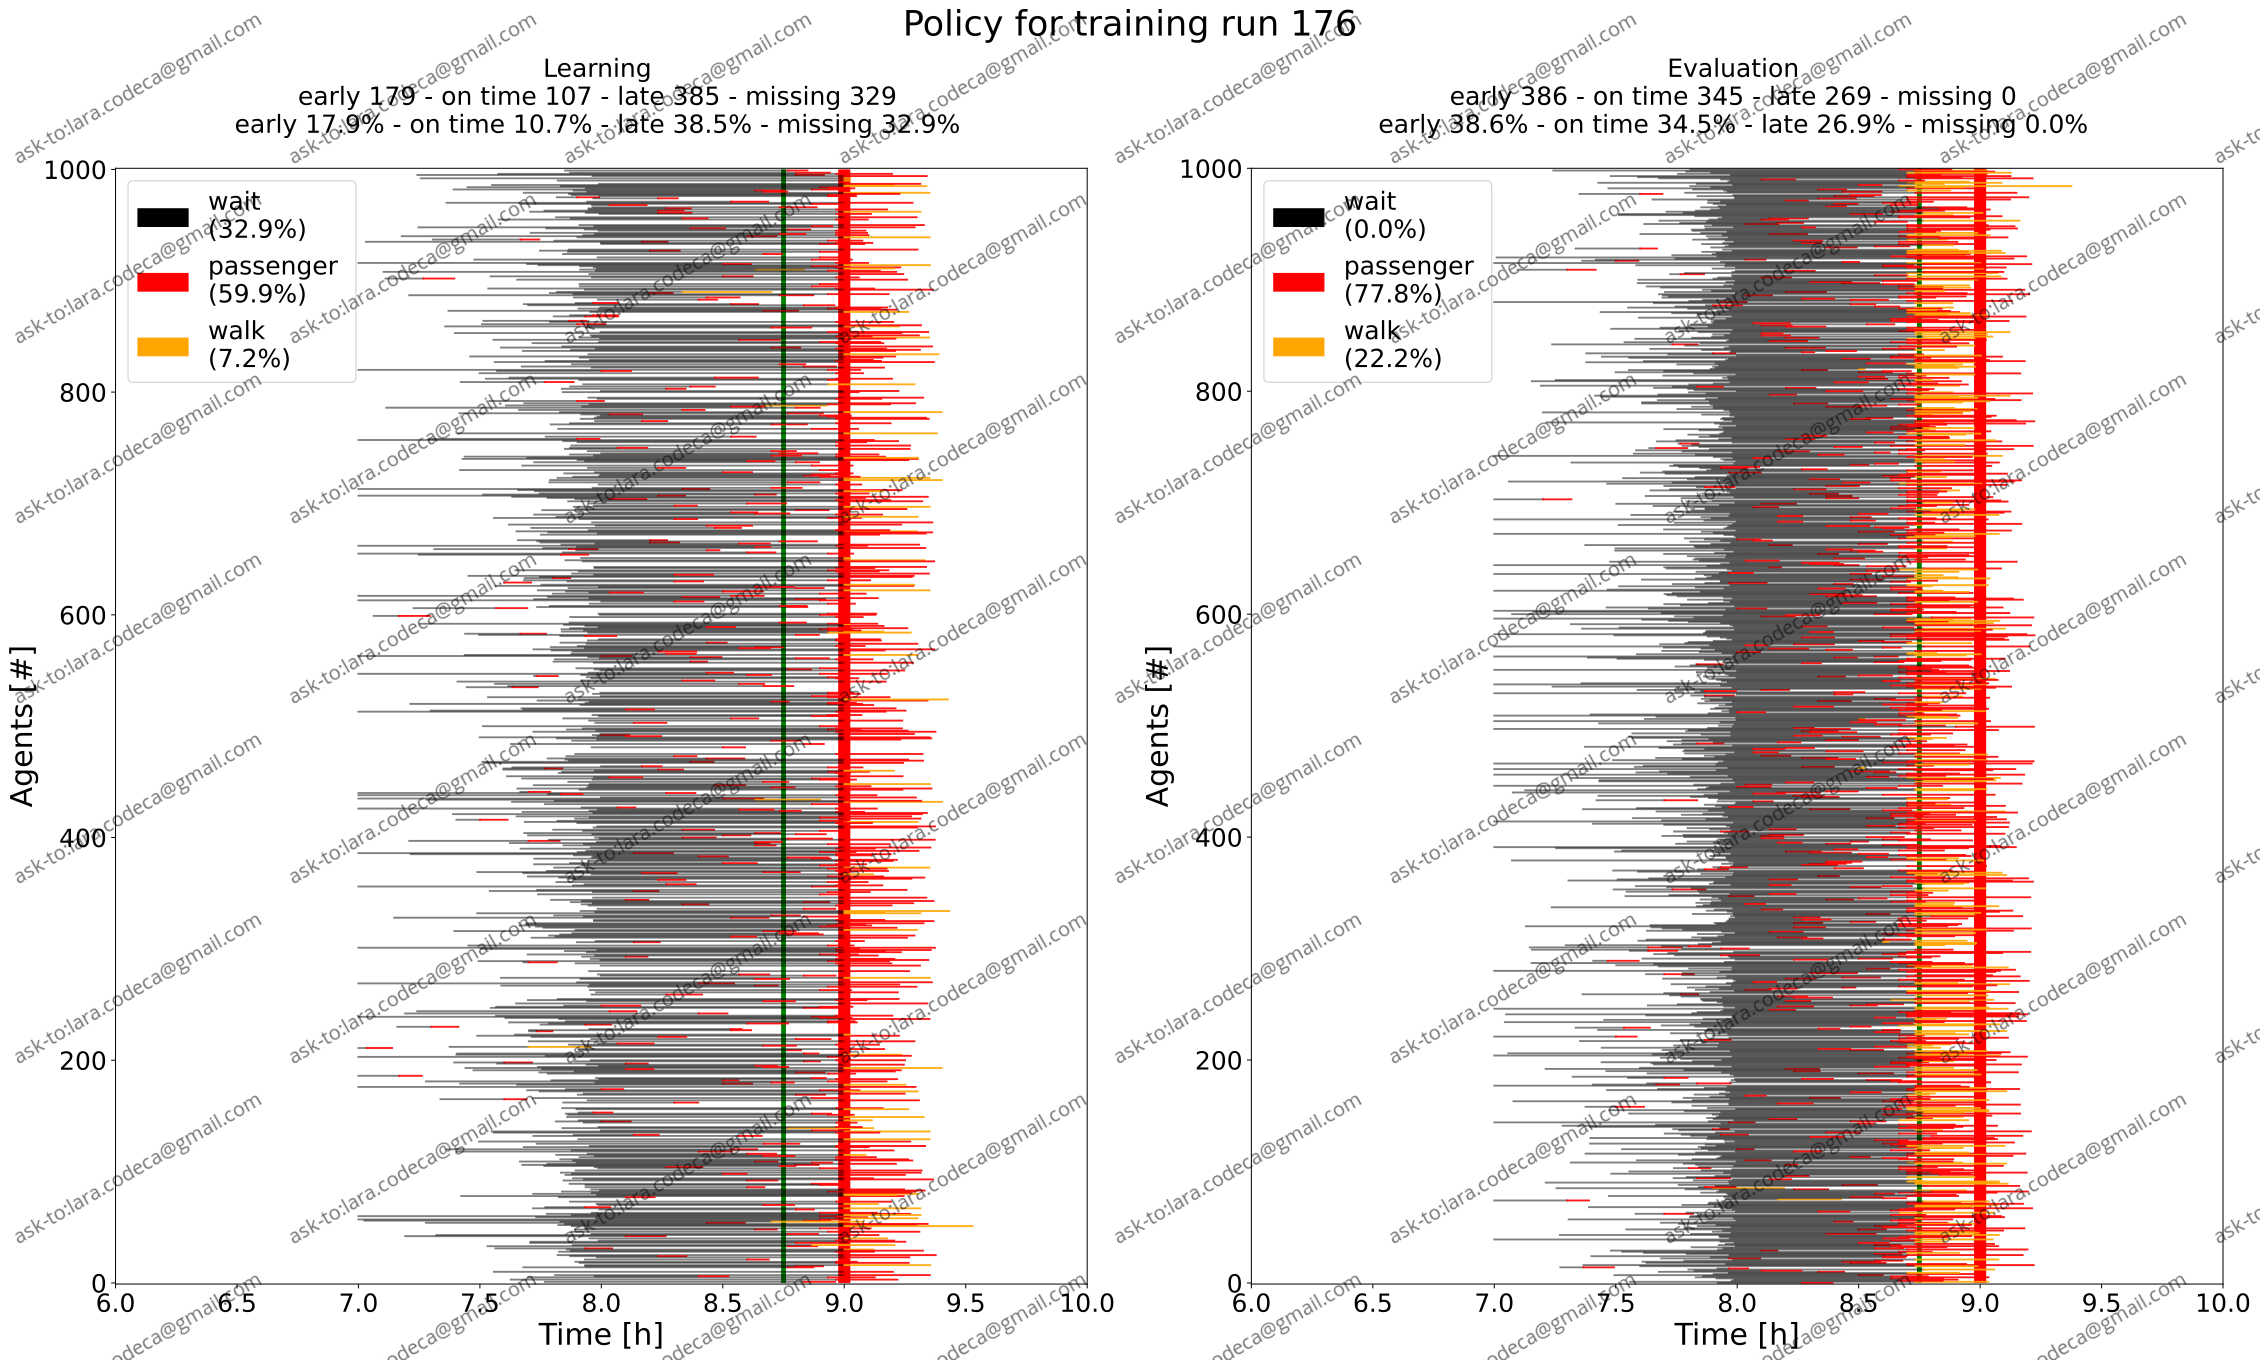 Policy for training run 176
Learning
early 179 - on time 107 - late 385 - missing 329
early 17.9% - on time 10.7% - late 38.5% - missing 32.9%
wait
(32.9%)
passenger
(59.9%)
walk
(7.2%)
1000
800
600
400
200
0
Agents [#]
6.0 6.5 7.0 7.5 8.0 8.5 9.0 9.5 10.0
Time [h]
Evaluation
early 386 - on time 345 - late 269 - missing 0
early 38.6% - on time 34.5% - late 26.9% - missing 0.0%
wait
(0.0%)
passenger
(77.8%)
walk
(22.2%)
1000
800
600
400
200
0
Agents [#]
6.0 6.5 7.0 7.5 8.0 8.5 9.0 9.5 10.0
Time [h]
ask-to:lara.codeca@gmail.com